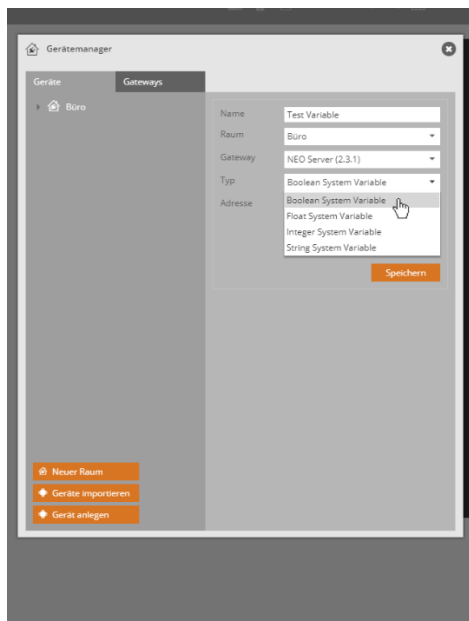 Gerätemanager
Geräte Gateways
Büro
Name Test Variable
Raum Büro
Gateway NEO Server (2.3.1)
Typ Boolean System Variable
Adresse Boolean System Variable
Float System Variable
Integer System Variable
String System Variable
Speichern
Neuer Raum
Geräte importieren
Gerät anlegen